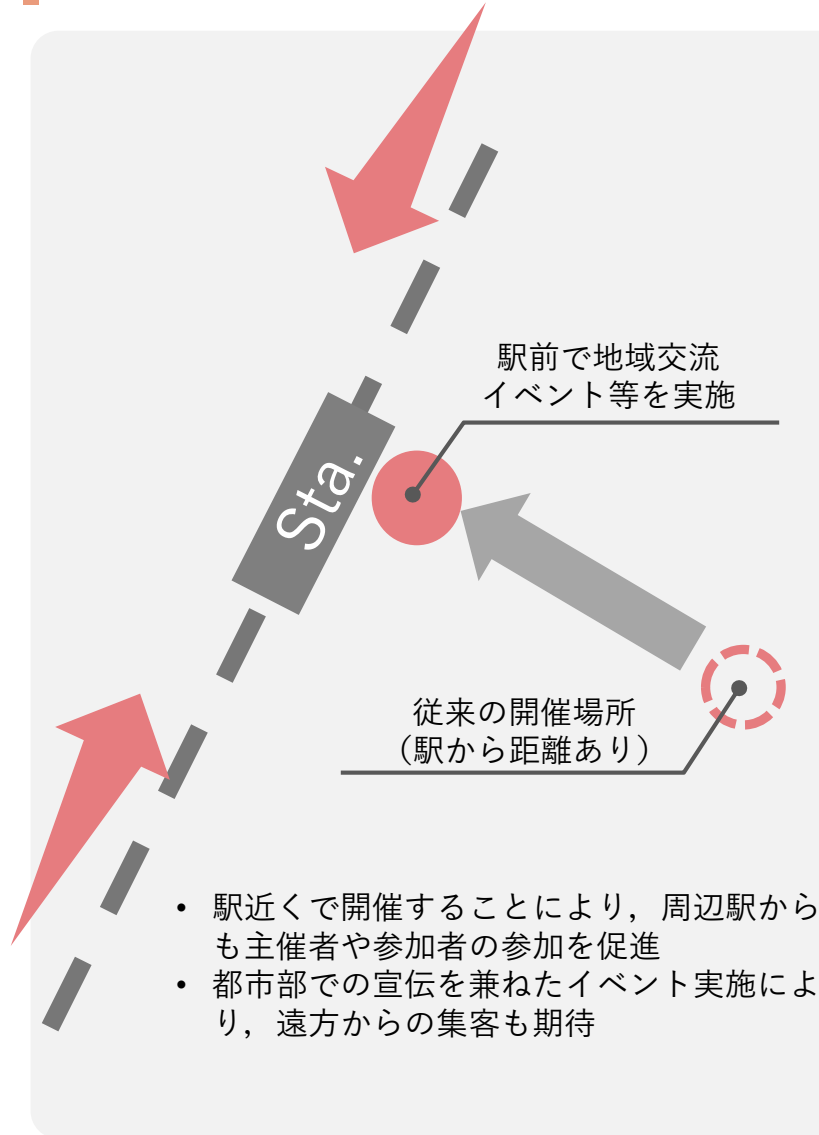 駅前で地域交流
イベント等を実施
Sta.
従来の開催場所
（駅から距離あり）
• 駅近くで開催することにより，周辺駅から
も主催者や参加者の参加を促進
• 都市部での宣伝を兼ねたイベント実施によ
り，遠方からの集客も期待